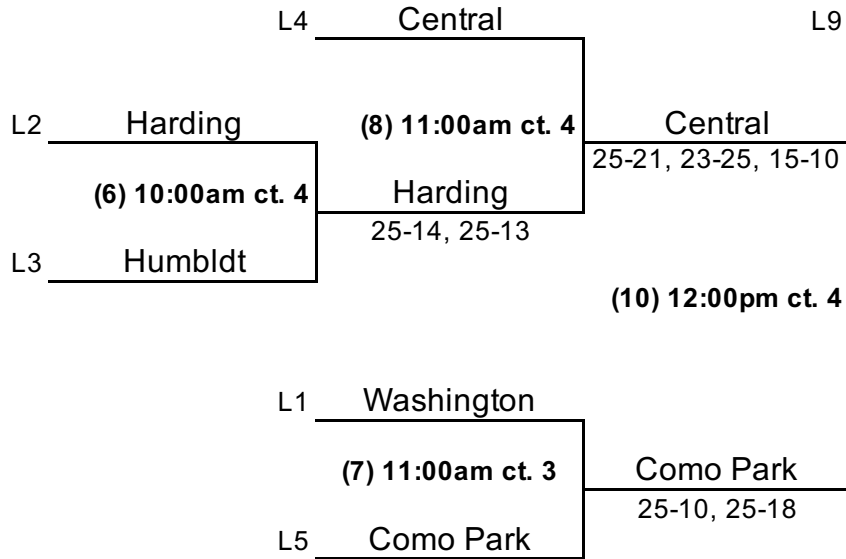 L4 Central L9
L2 Harding (8) 11:00am ct. 4 Central
25-21, 23-25, 15-10
(6) 10:00am ct. 4 Harding
25-14, 25-13
L3 Humbldt
(10) 12:00pm ct. 4
L1 Washington
(7) 11:00am ct. 3 Como Park
25-10, 25-18
L5 Como Park